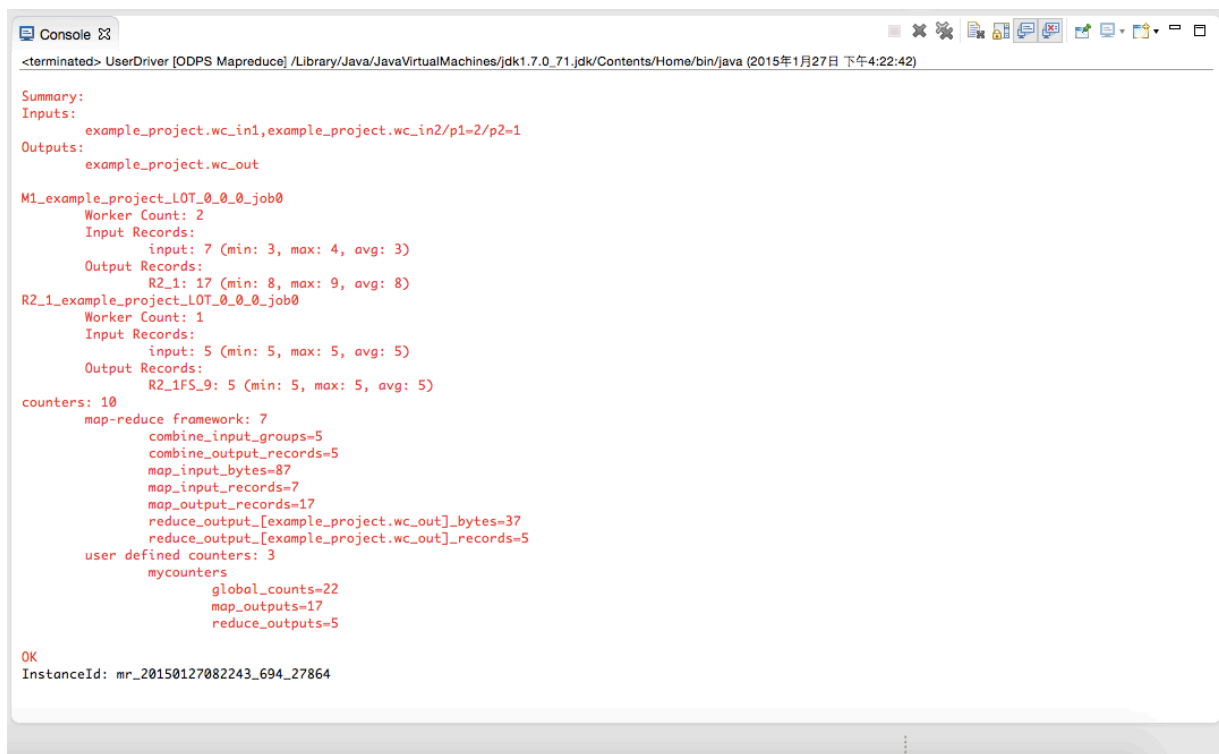 Console
<terminated> UserDriver [ODPS Mapreduce] /Library/Java/JavaVirtualMachines/jdk1.7.0_71.jdk/Contents/Home/bin/java (2015年1月27日 下午4:22:42)
Summary:
Inputs:
example_project.wc_in1,example_project.wc_in2/p1=2/p2=1
Outputs:
example_project.wc_out
M1_example_project_LOT_0_0_0_job0
Worker Count: 2
Input Records:
input: 7 (min: 3, max: 4, avg: 3)
Output Records:
R2_1: 17 (min: 8, max: 9, avg: 8)
R2_1_example_project_LOT_0_0_0_job0
Worker Count: 1
Input Records:
input: 5 (min: 5, max: 5, avg: 5)
Output Records:
R2_1FS_9: 5 (min: 5, max: 5, avg: 5)
counters: 10
map-reduce framework: 7
combine_input_groups=5
combine_output_records=5
map_input_bytes=87
map_input_records=7
map_output_records=17
reduce_output_[example_project.wc_out]_bytes=37
reduce_output_[example_project.wc_out]_records=5
user defined counters: 3
mycounters
global_counts=22
map_outputs=17
reduce_outputs=5
OK
InstanceId: mr_20150127082243_694_27864